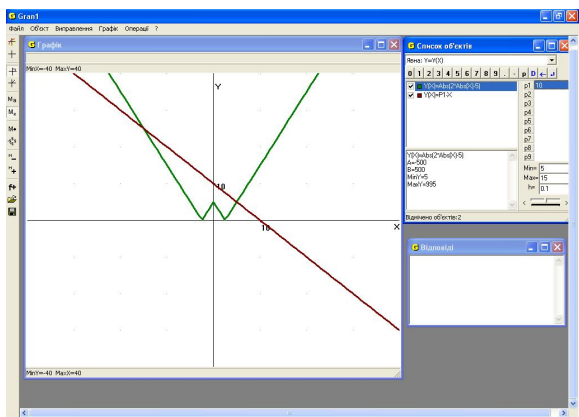 Gran1
Файл Об'єкт Виправлення Графік Операції ?
Графік
MinX=-40 MaxY=40
Y
10
10
X
MinY=-40 MaxX=40
Список об'єктів
Явна: Y=Y(X)
0 1 2 3 4 5 6 7 8 9 . - p D
Y(X)=Abs(2*Abs(X)-5)
Y(X)=P1-X
p1 10
p2
p3
p4
p5
p6
p7
p8
p9
Y(X)=Abs(2*Abs(X)-5)
A=-500
B=500
MinY=5
MaxY=995
Min= 5
Max= 15
h= 0.1
Відмічено об'єктів:2
Відповіді